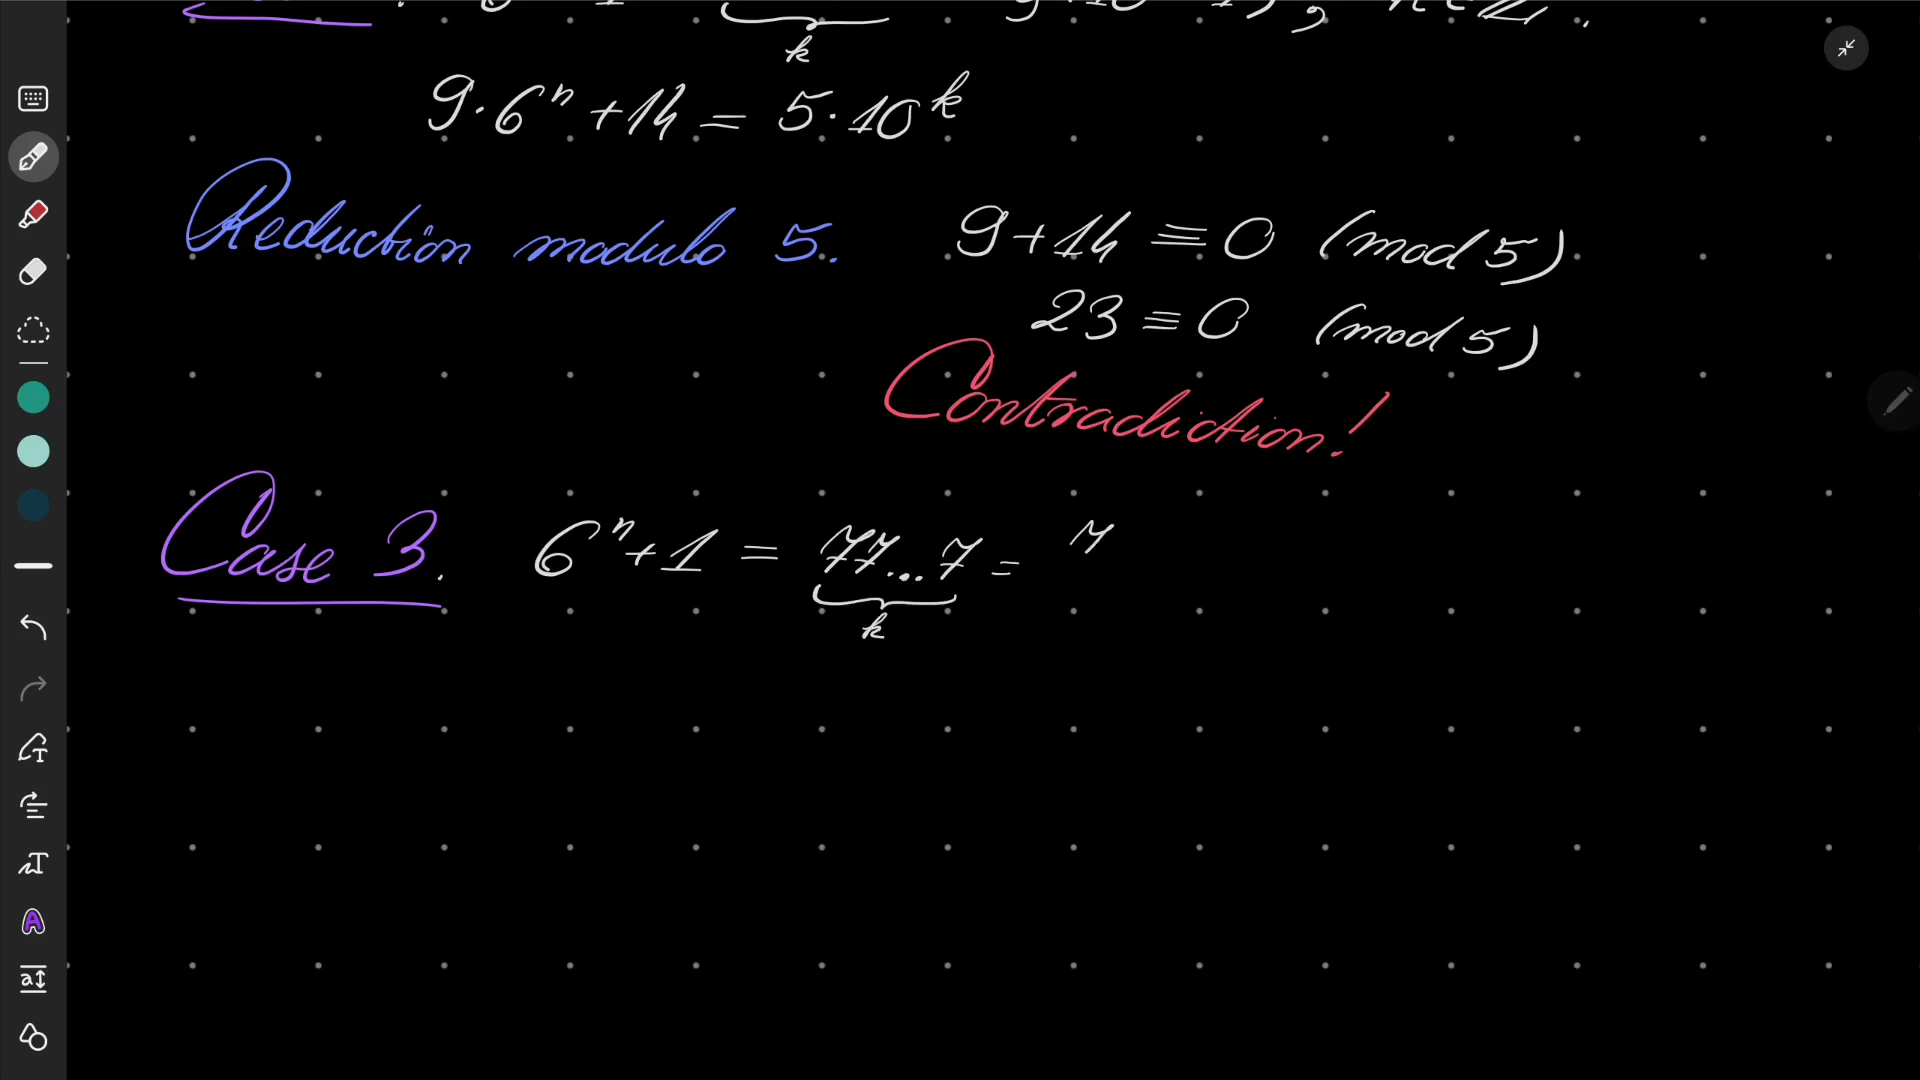 k
9·6ⁿ+14 = 5·10ᵏ
Reduction modulo 5. 9+14 ≡ 0 (mod 5)
23 ≡ 0 (mod 5)
Contradiction!
Case 3. 6ⁿ+1 = 77...7 = 7
k